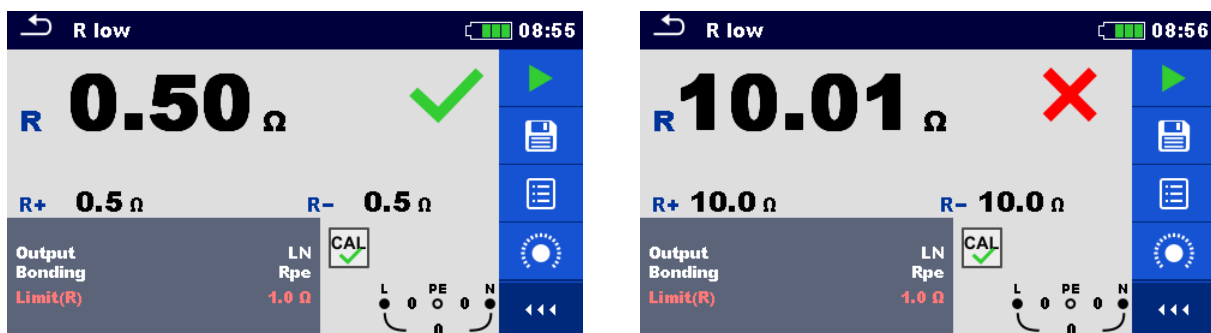 R low 08:55
R 0.50 Ω
R+ 0.5 Ω R- 0.5 Ω
Output LN
Bonding Rpe
Limit(R) 1.0 Ω
CAL
L PE N
0 0
0
R low 08:56
R 10.01 Ω
R+ 10.0 Ω R- 10.0 Ω
Output LN
Bonding Rpe
Limit(R) 1.0 Ω
CAL
L PE N
0 0
0